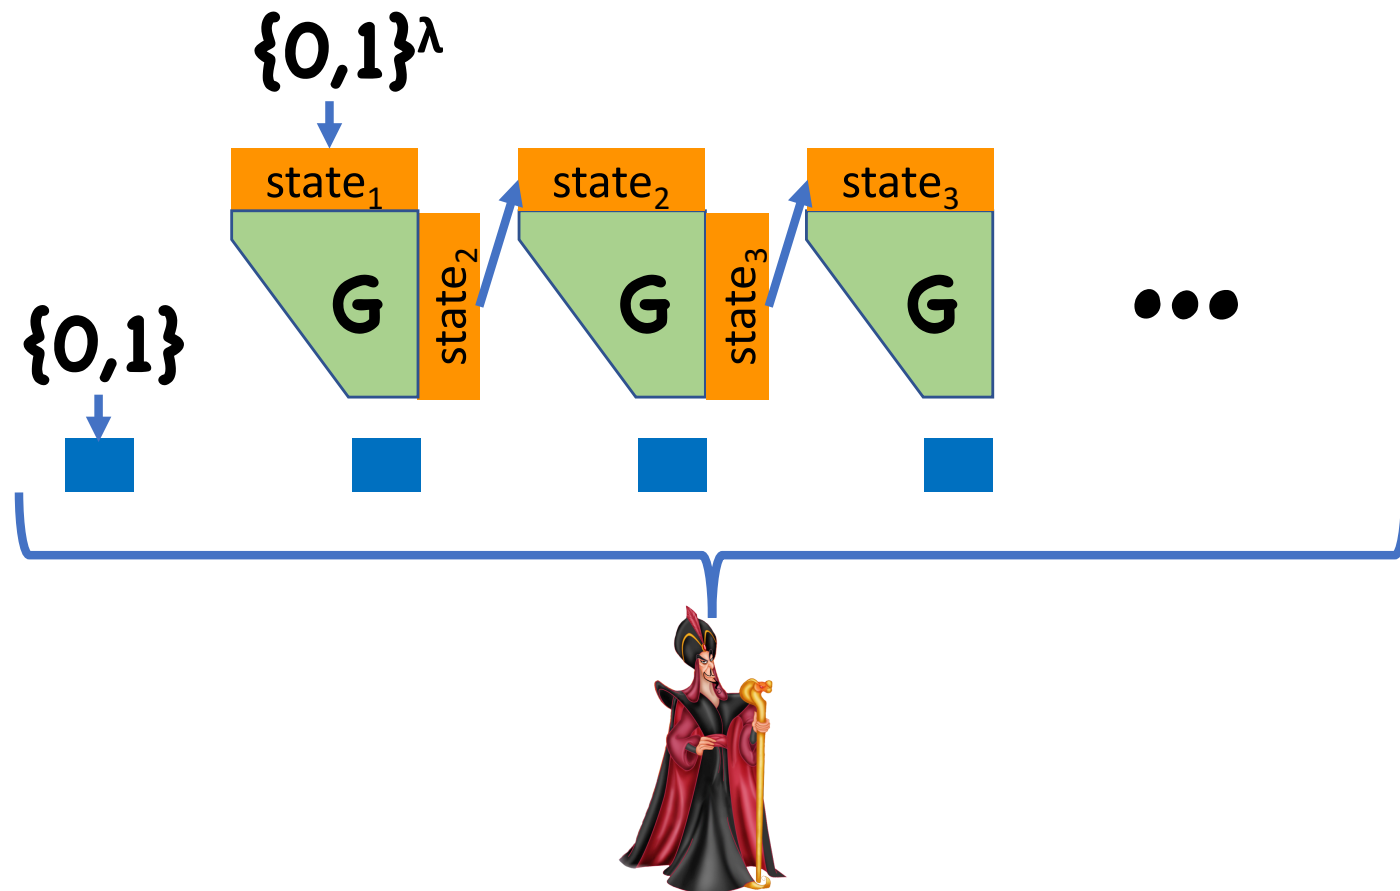 {0,1}^λ
state₁
state₂
state₃
G
state₂
G
state₃
G
{0,1}
•••